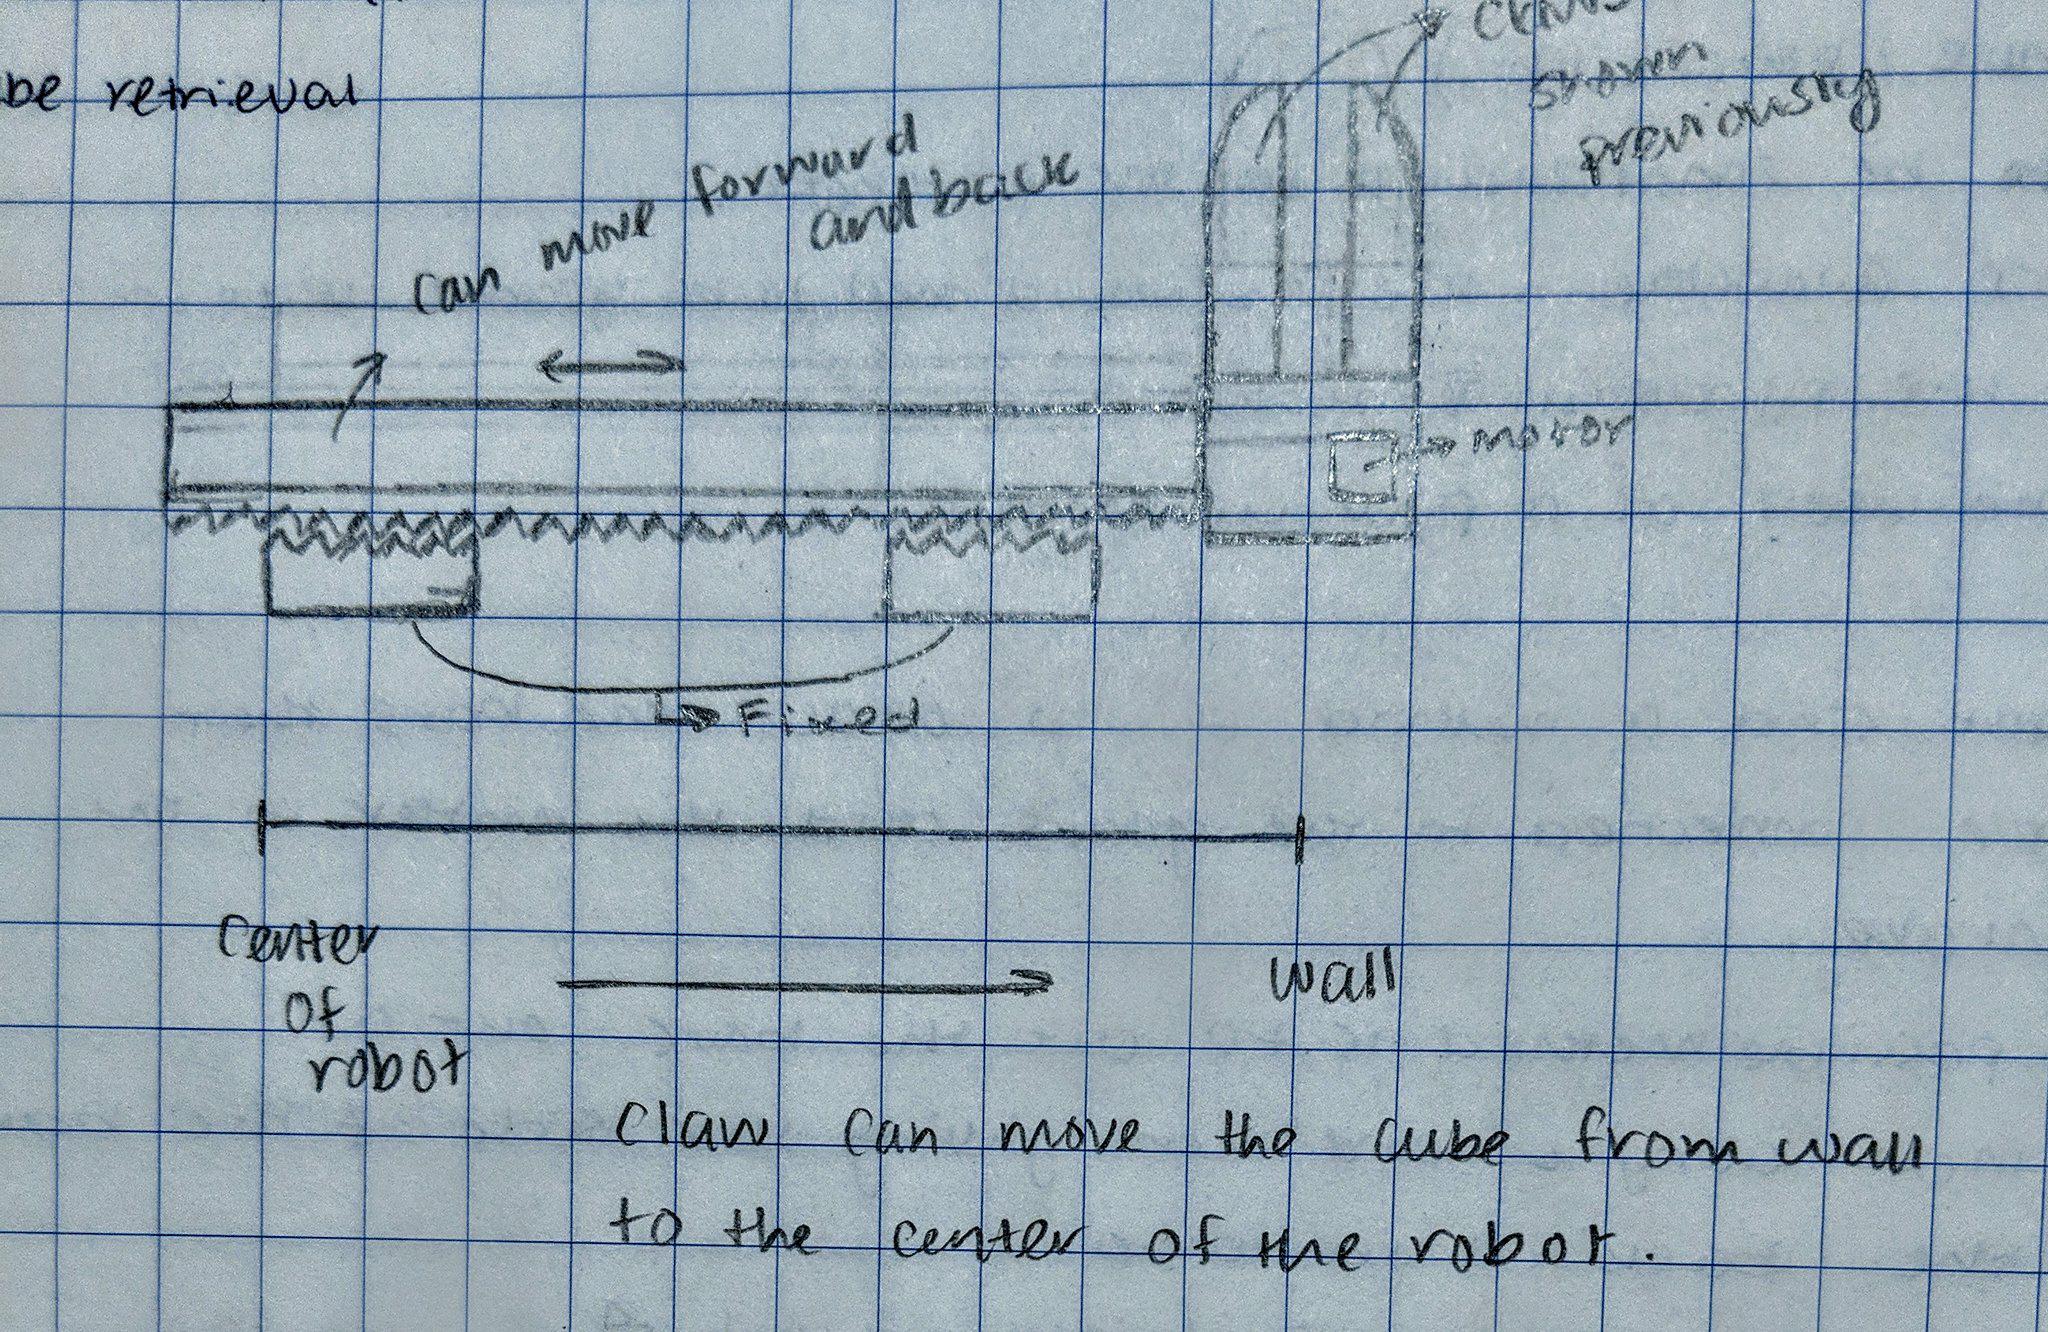 be retrieval
shown
previously
can move forward
and back
motor
Fixed
center
of
robot
wall
claw can move the cube from wall
to the center of the robot.